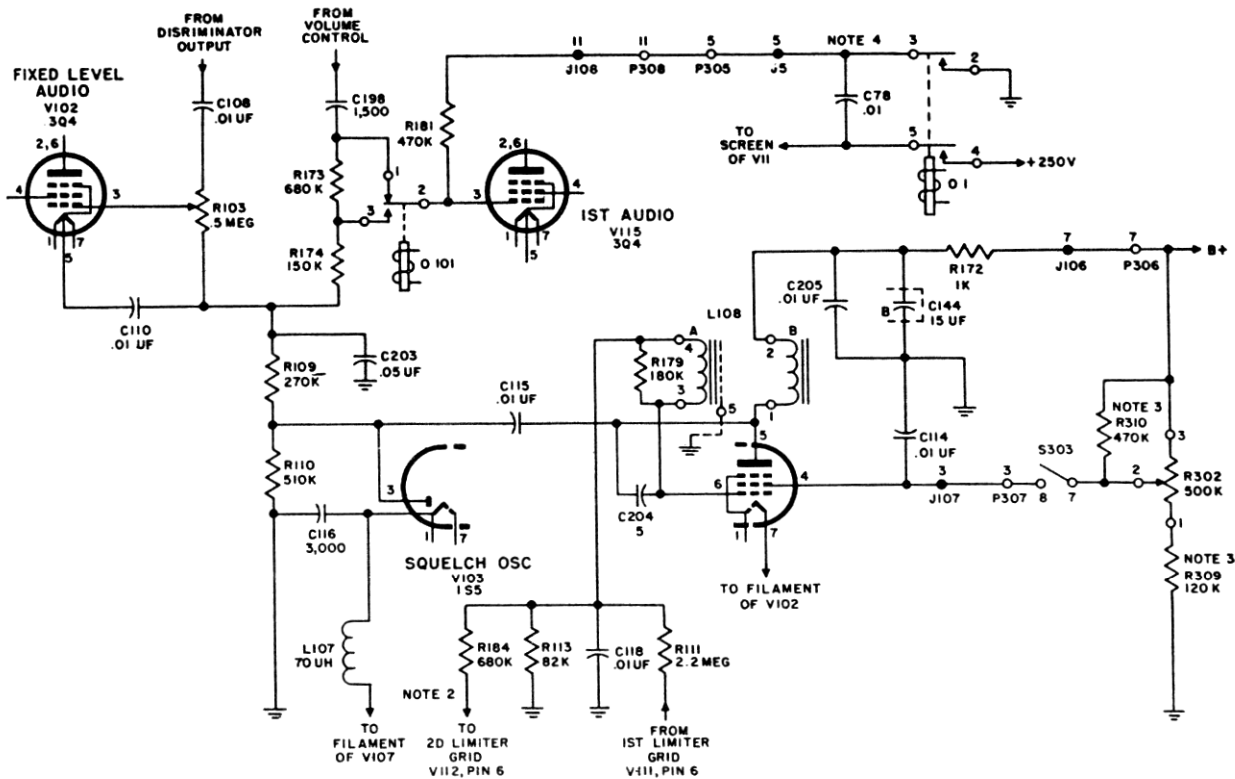 FROM
DISRIMINATOR
OUTPUT
FROM
VOLUME
CONTROL
FIXED LEVEL
AUDIO
V102
3Q4
2,6
4
3
1
7
5
C108
.01UF
R103
.5 MEG
C198
1,500
R173
680 K
R174
150K
1
2
3
O 101
R181
470K
2,6
3
4
1
7
5
1ST AUDIO
V115
3Q4
11
J108
11
P308
5
P305
5
J5
NOTE 4
3
2
C78
.01
TO
SCREEN
OF V11
5
4
+250V
O 1
C110
.01 UF
R109
270K
C203
.05 UF
R110
510K
C116
3,000
C115
.01UF
3
1
7
SQUELCH OSC
V103
1S5
L107
70 UH
TO
FILAMENT
OF V107
L108
A
4
R179
180K
3
5
B
2
1
C205
.01 UF
B
C144
15 UF
R172
1K
7
J106
7
P306
B+
C114
.01UF
5
6
4
1
7
C204
5
TO FILAMENT
OF V102
3
J107
3
P307
S303
8
7
NOTE 3
R310
470K
2
3
R302
500K
1
NOTE 3
R309
120K
R184
680K
R113
82K
C118
.01UF
R111
2.2 MEG
NOTE 2
TO
2D LIMITER
GRID
V112, PIN 6
FROM
1ST LIMITER
GRID
V111, PIN 6